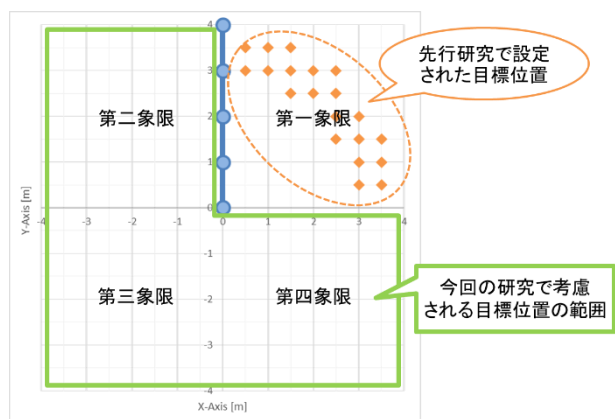 4
先行研究で設定
された目標位置
3
第二象限
第一象限
2
1
0
-4
-3
-2
-1
0
1
2
3
4
Y-Axis [m]
-1
第三象限
第四象限
今回の研究で考慮
される目標位置の範囲
-2
-3
-4
X-Axis [m]